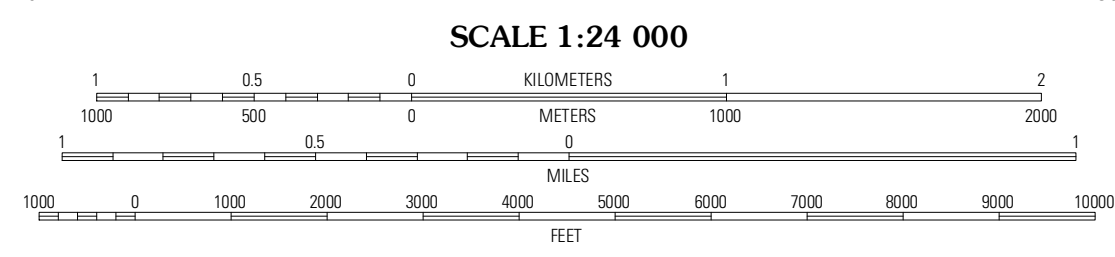 SCALE 1:24 000
1 0.5 0 KILOMETERS 1 2
1000 500 0 METERS 1000 2000
1 0.5 0 1
MILES
1000 0 1000 2000 3000 4000 5000 6000 7000 8000 9000 10000
FEET